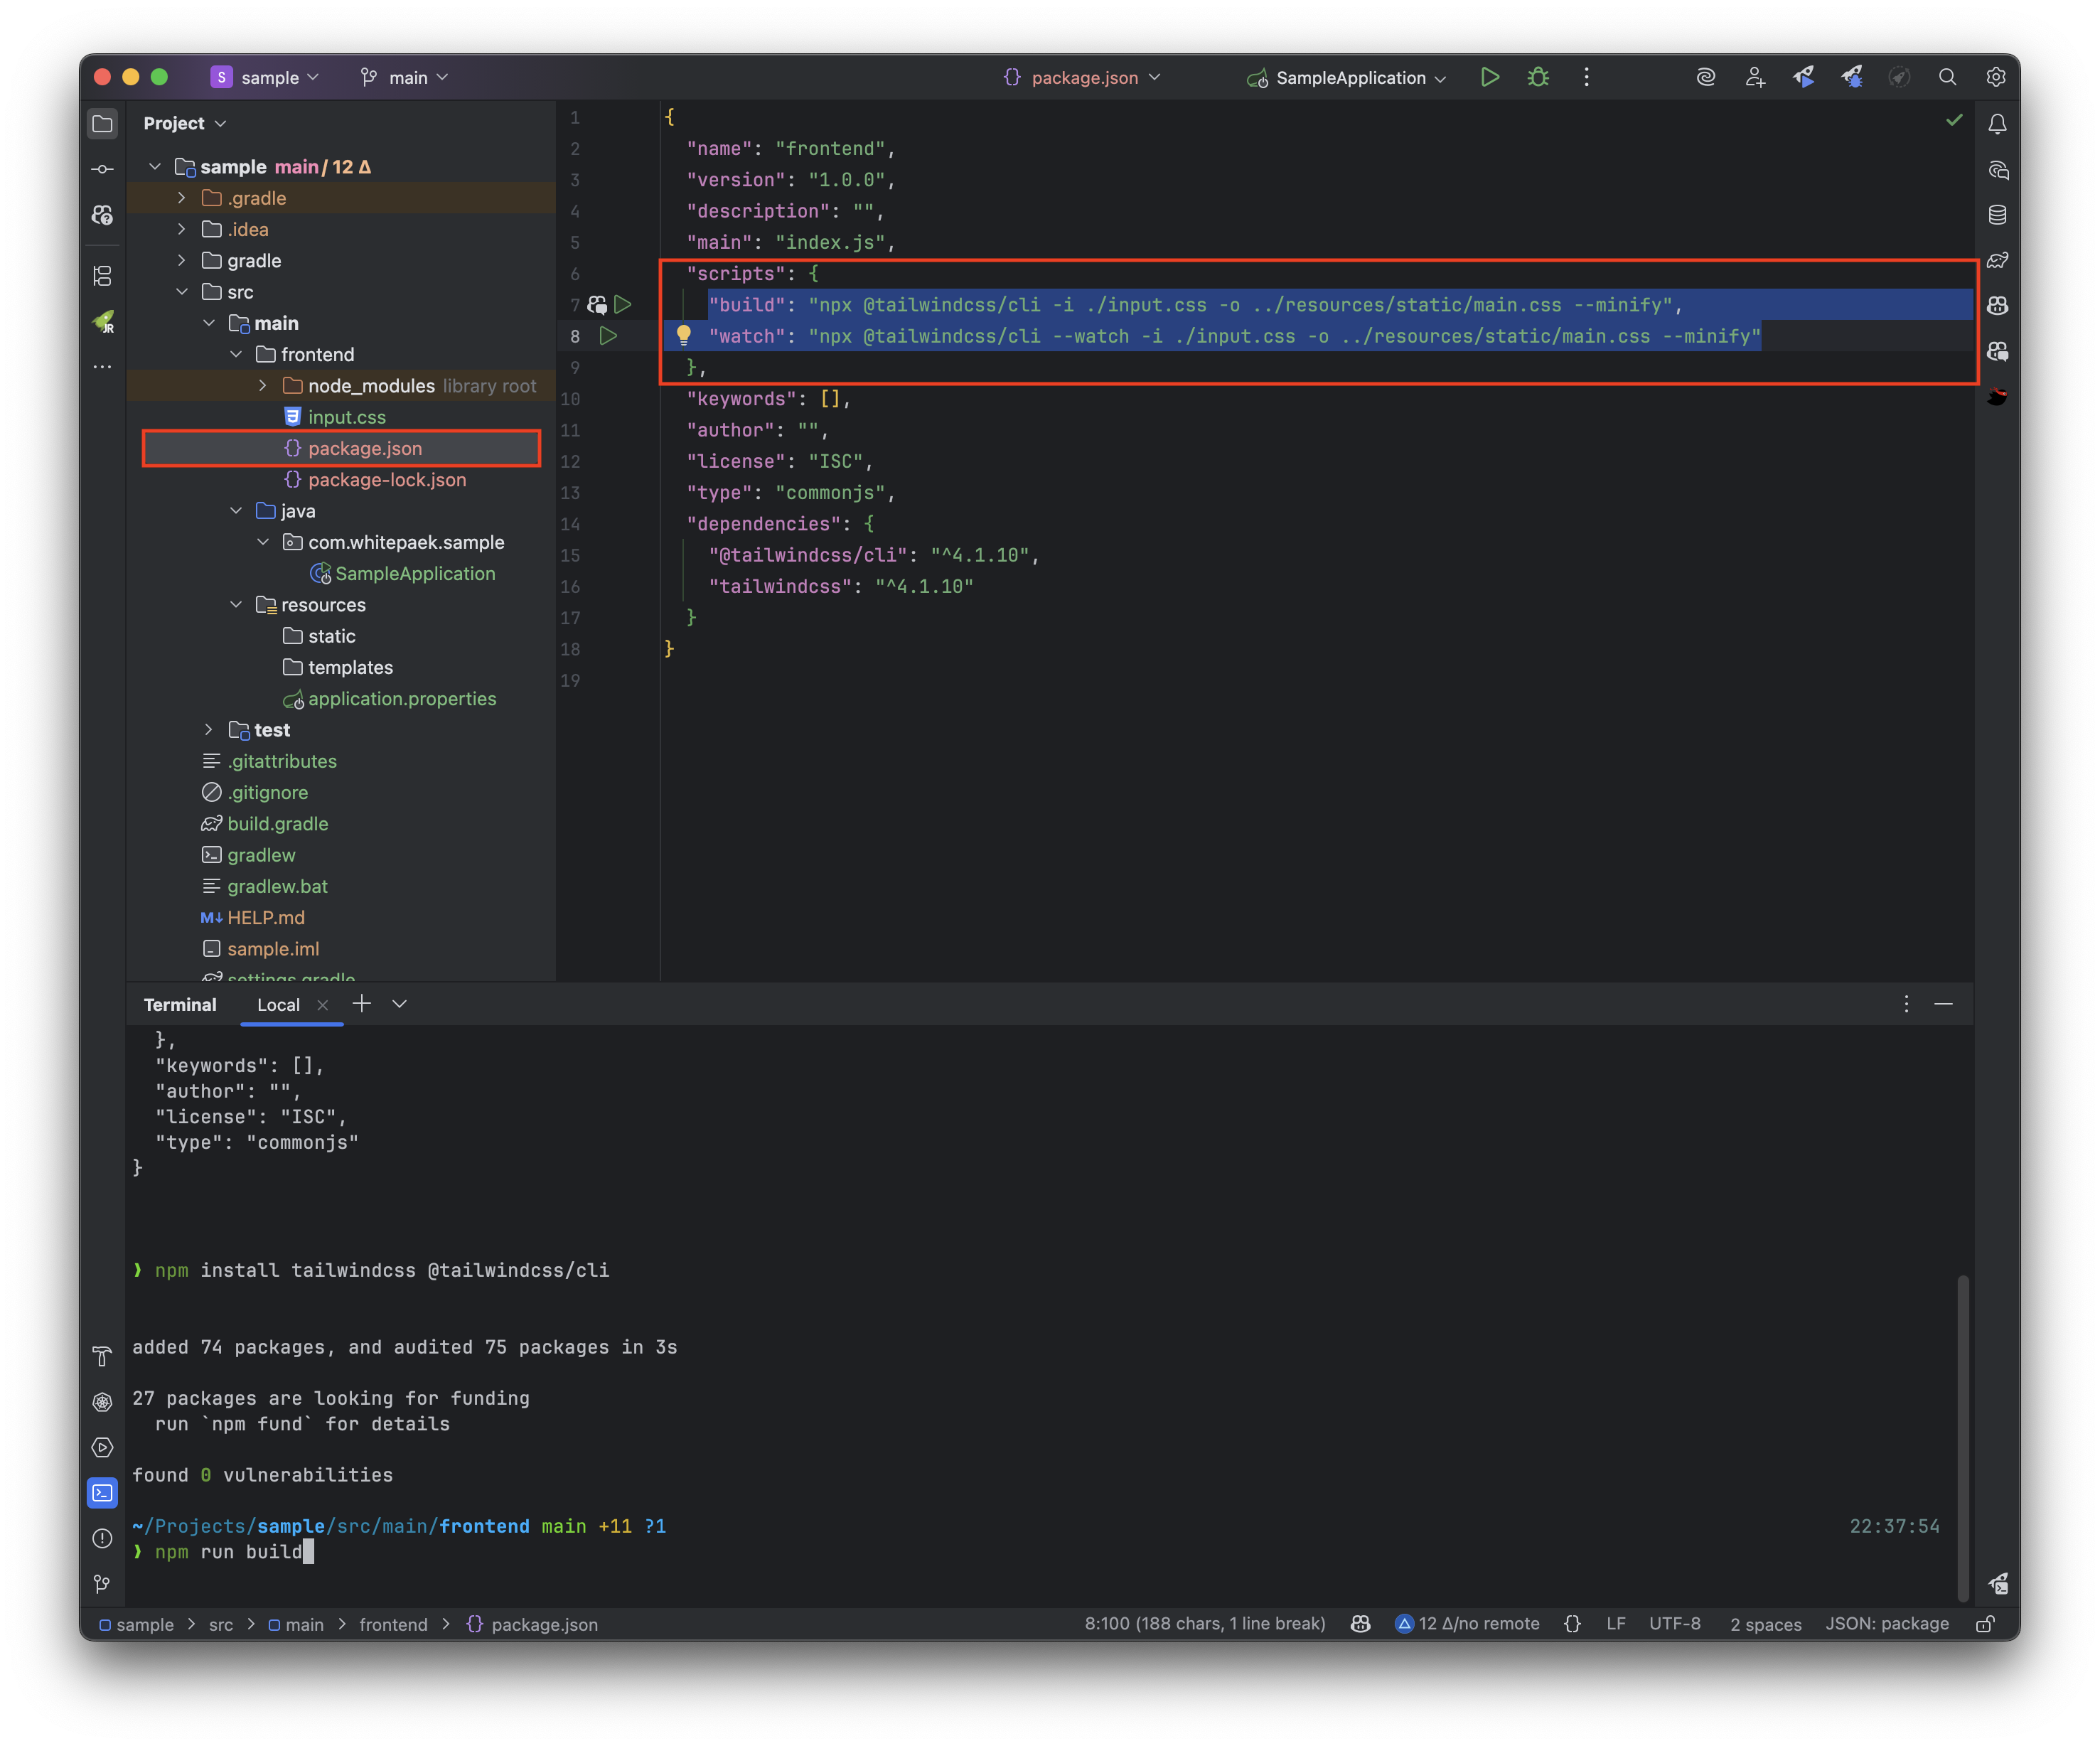 S sample main package.json SampleApplication
Project
sample main / 12 Δ
.gradle
.idea
gradle
src
main
frontend
node_modules library root
input.css
package.json
package-lock.json
java
com.whitepaek.sample
SampleApplication
resources
static
templates
application.properties
test
.gitattributes
.gitignore
build.gradle
gradlew
gradlew.bat
M↓ HELP.md
sample.iml
settings.gradle
1 {
2 "name": "frontend",
3 "version": "1.0.0",
4 "description": "",
5 "main": "index.js",
6 "scripts": {
7 "build": "npx @tailwindcss/cli -i ./input.css -o ../resources/static/main.css --minify",
8 "watch": "npx @tailwindcss/cli --watch -i ./input.css -o ../resources/static/main.css --minify"
9 },
10 "keywords": [],
11 "author": "",
12 "license": "ISC",
13 "type": "commonjs",
14 "dependencies": {
15 "@tailwindcss/cli": "^4.1.10",
16 "tailwindcss": "^4.1.10"
17 }
18 }
19
JR
Terminal Local
},
"keywords": [],
"author": "",
"license": "ISC",
"type": "commonjs"
}
❯ npm install tailwindcss @tailwindcss/cli
added 74 packages, and audited 75 packages in 3s
27 packages are looking for funding
run `npm fund` for details
found 0 vulnerabilities
~/Projects/sample/src/main/frontend main +11 ?1 22:37:54
❯ npm run build
sample > src > main > frontend > {} package.json 8:100 (188 chars, 1 line break) 12 Δ/no remote {} LF UTF-8 2 spaces JSON: package